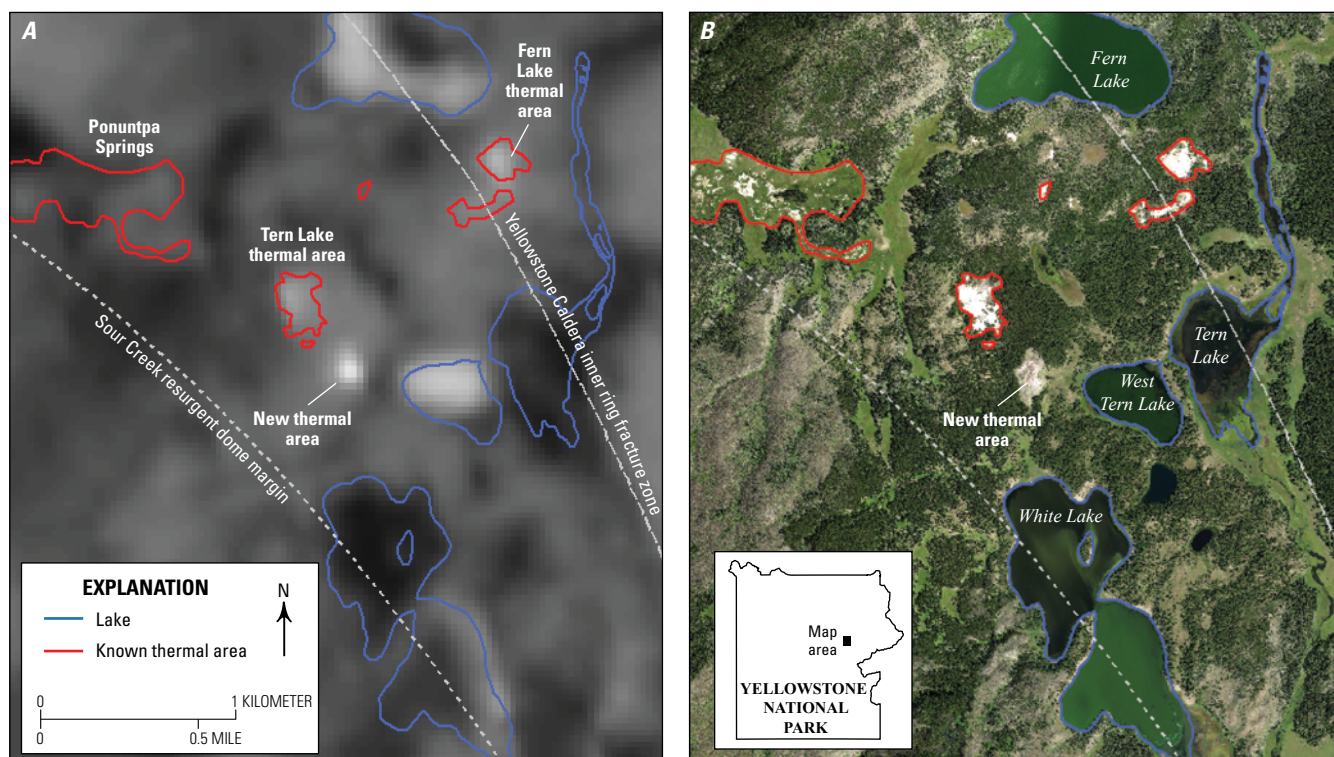 A
Fern
Lake
thermal
area
Ponuntpa
Springs
Tern Lake
thermal area
New thermal
area
Yellowstone Caldera inner ring fracture zone
Sour Creek resurgent dome margin
EXPLANATION
Lake
Known thermal area
N
0 1 KILOMETER
0 0.5 MILE
B
Fern
Lake
Tern
Lake
West
Tern Lake
New thermal
area
White Lake
Map
area
YELLOWSTONE
NATIONAL
PARK